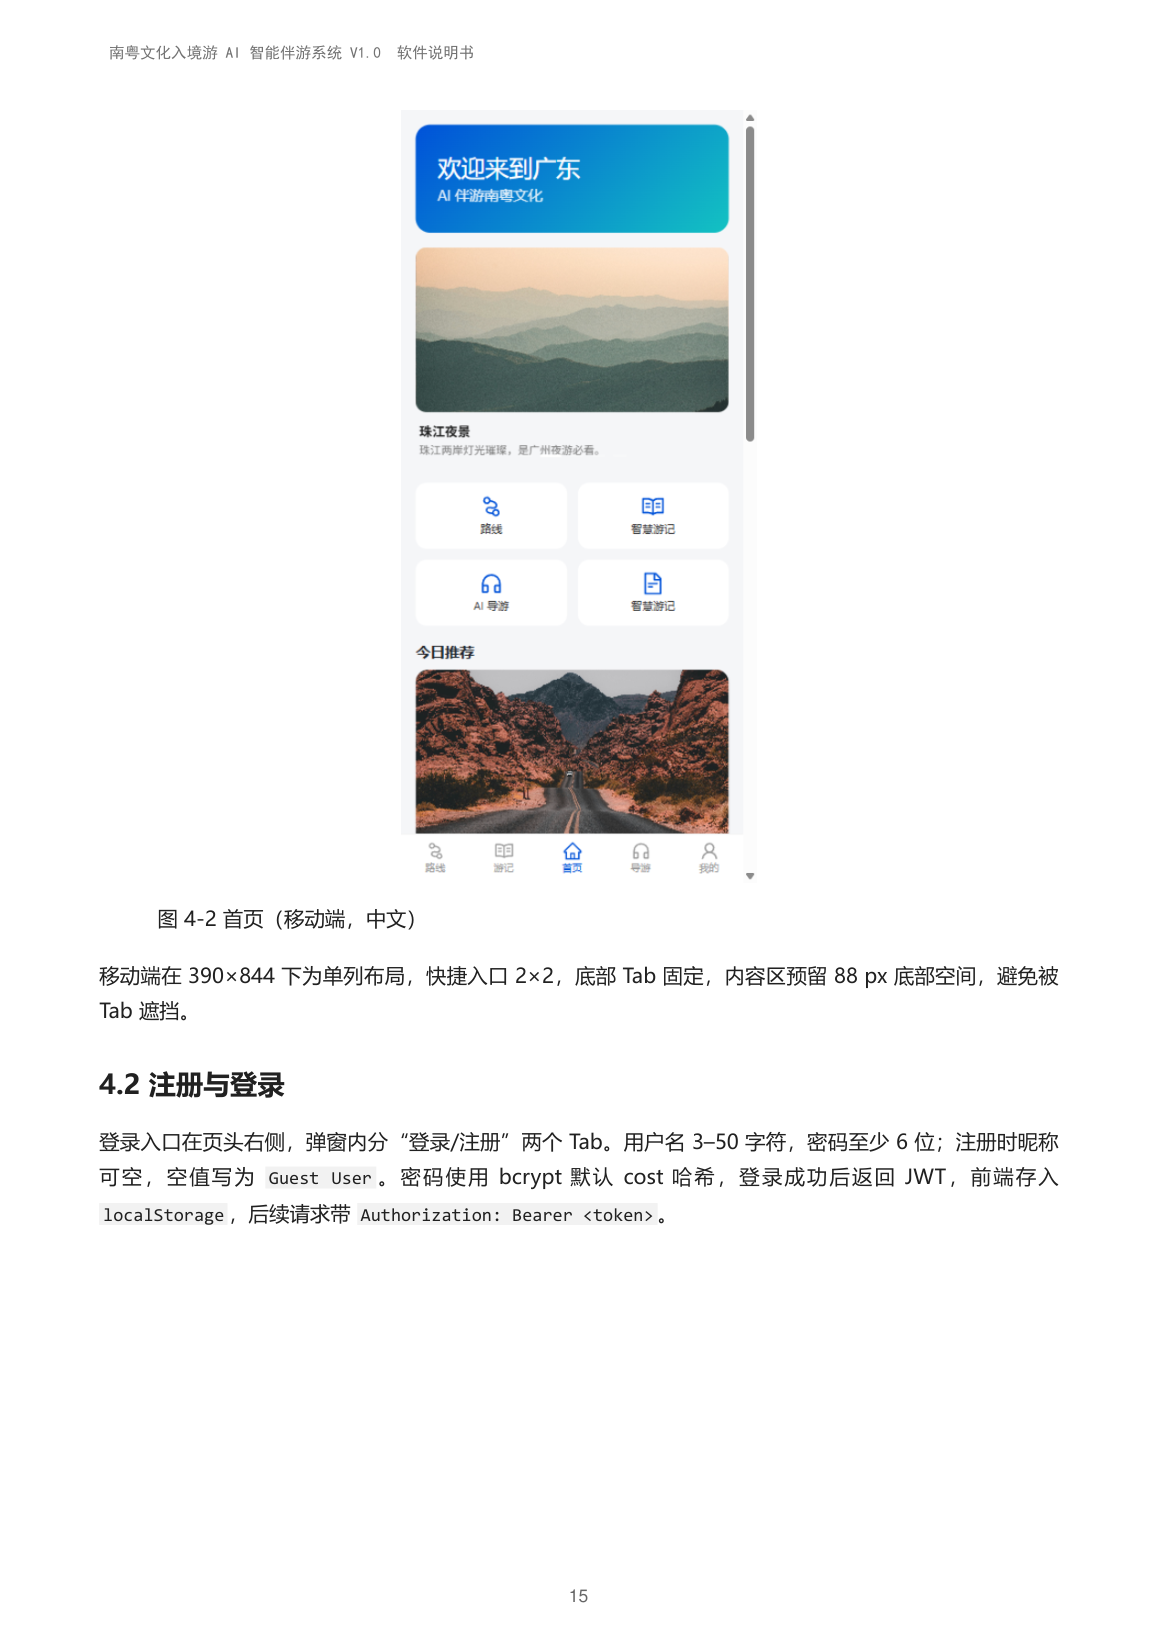 南粤文化入境游 AI 智能伴游系统 V1.0 软件说明书
欢迎来到广东
AI 伴游南粤文化
珠江夜景
珠江两岸灯光璀璨，是广州夜游必看。
路线
智慧游记
AI 导游
智慧游记
今日推荐
路线
游记
首页
导游
我的
图 4-2 首页（移动端，中文）
移动端在 390×844 下为单列布局，快捷入口 2×2，底部 Tab 固定，内容区预留 88 px 底部空间，避免被
Tab 遮挡。
4.2 注册与登录
登录入口在页头右侧，弹窗内分“登录/注册”两个 Tab。用户名 3–50 字符，密码至少 6 位；注册时昵称
可空，空值写为 Guest User。密码使用 bcrypt 默认 cost 哈希，登录成功后返回 JWT，前端存入
localStorage，后续请求带 Authorization: Bearer <token>。
15